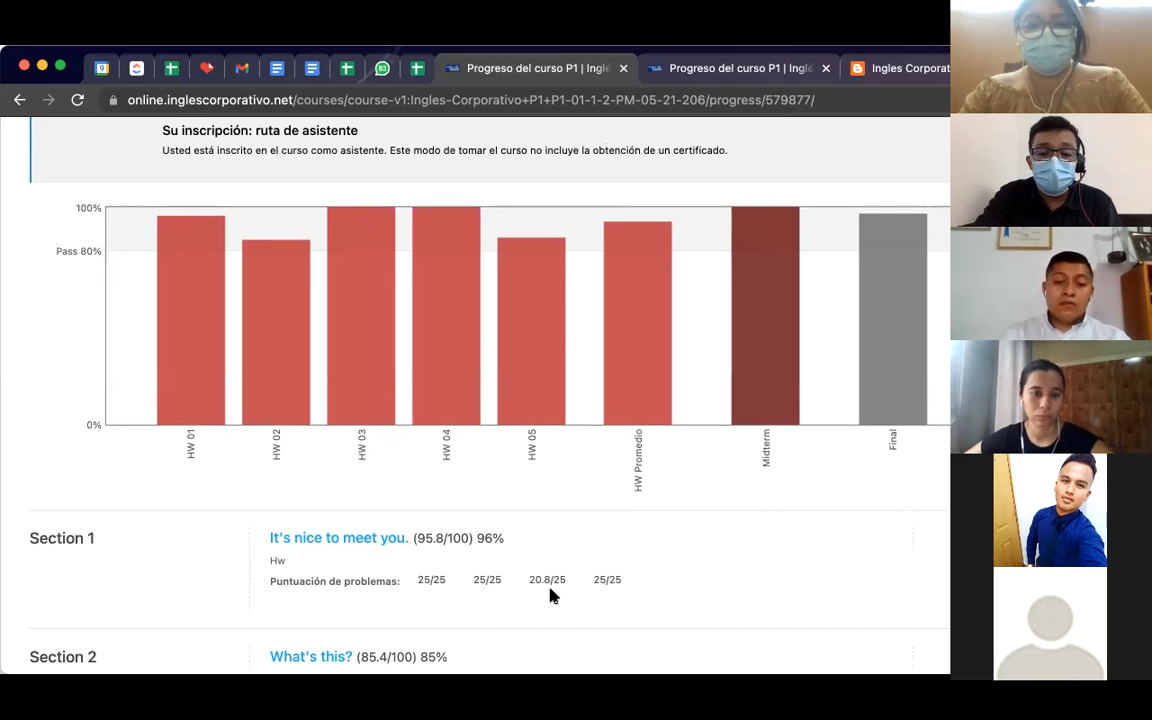 9
83
Progreso del curso P1 | Inglé
Progreso del curso P1 | Inglé
Ingles Corporat
online.inglescorporativo.net/courses/course-v1:Ingles-Corporativo+P1+P1-01-1-2-PM-05-21-206/progress/579877/
Su inscripción: ruta de asistente
Usted está inscrito en el curso como asistente. Este modo de tomar el curso no incluye la obtención de un certificado.
100%
Pass 80%
0%
HW 01
HW 02
HW 03
HW 04
HW 05
HW Promedio
Midterm
Final
Section 1
It's nice to meet you. (95.8/100) 96%
Hw
Puntuación de problemas: 25/25 25/25 20.8/25 25/25
Section 2
What's this? (85.4/100) 85%